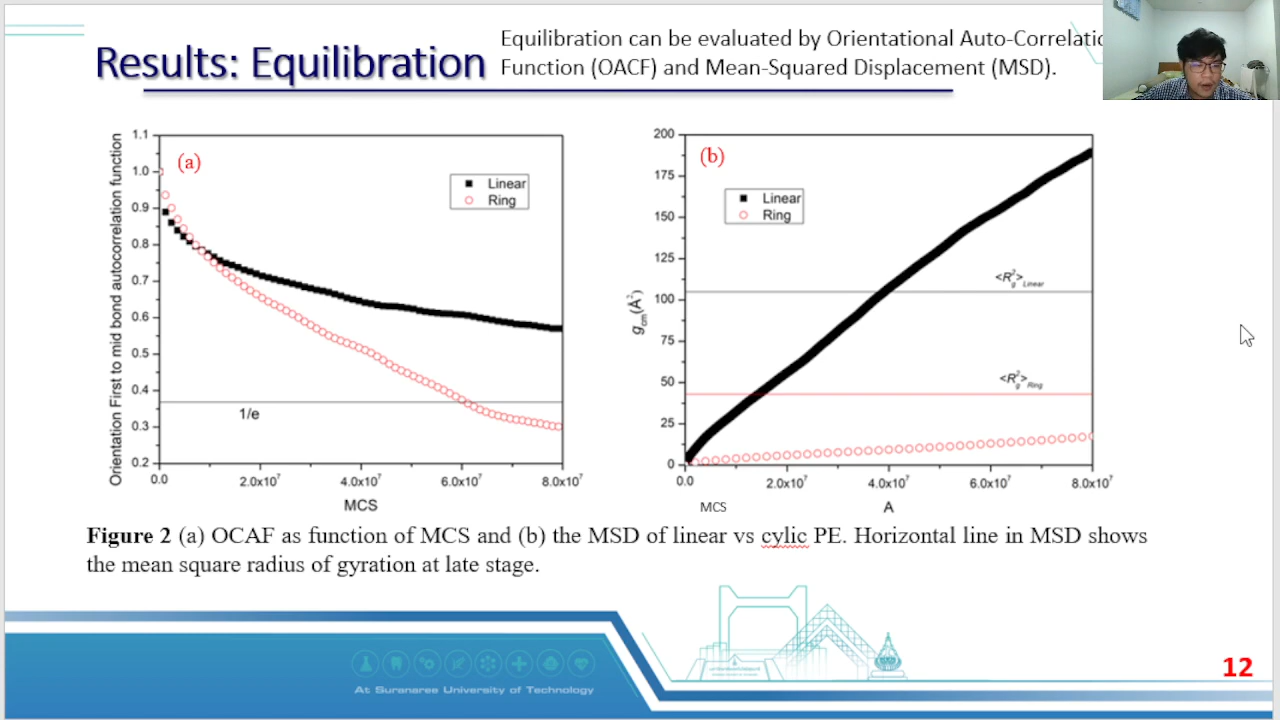 Results: Equilibration
Equilibration can be evaluated by Orientational Auto-Correlatio
Function (OACF) and Mean-Squared Displacement (MSD).
Orientation First to mid bond autocorrelation function
1.1
1.0
0.9
0.8
0.7
0.6
0.5
0.4
0.3
0.2
(a)
Linear
Ring
1/e
0.0
2.0x10⁷
4.0x10⁷
6.0x10⁷
8.0x10⁷
MCS
g_cm(Å²)
200
175
150
125
100
75
50
25
0
(b)
Linear
Ring
<R_g²>_Linear
<R_g²>_Ring
0.0
2.0x10⁷
4.0x10⁷
6.0x10⁷
8.0x10⁷
MCS
A
Figure 2 (a) OCAF as function of MCS and (b) the MSD of linear vs cylic PE. Horizontal line in MSD shows
the mean square radius of gyration at late stage.
At Suranaree University of Technology
12